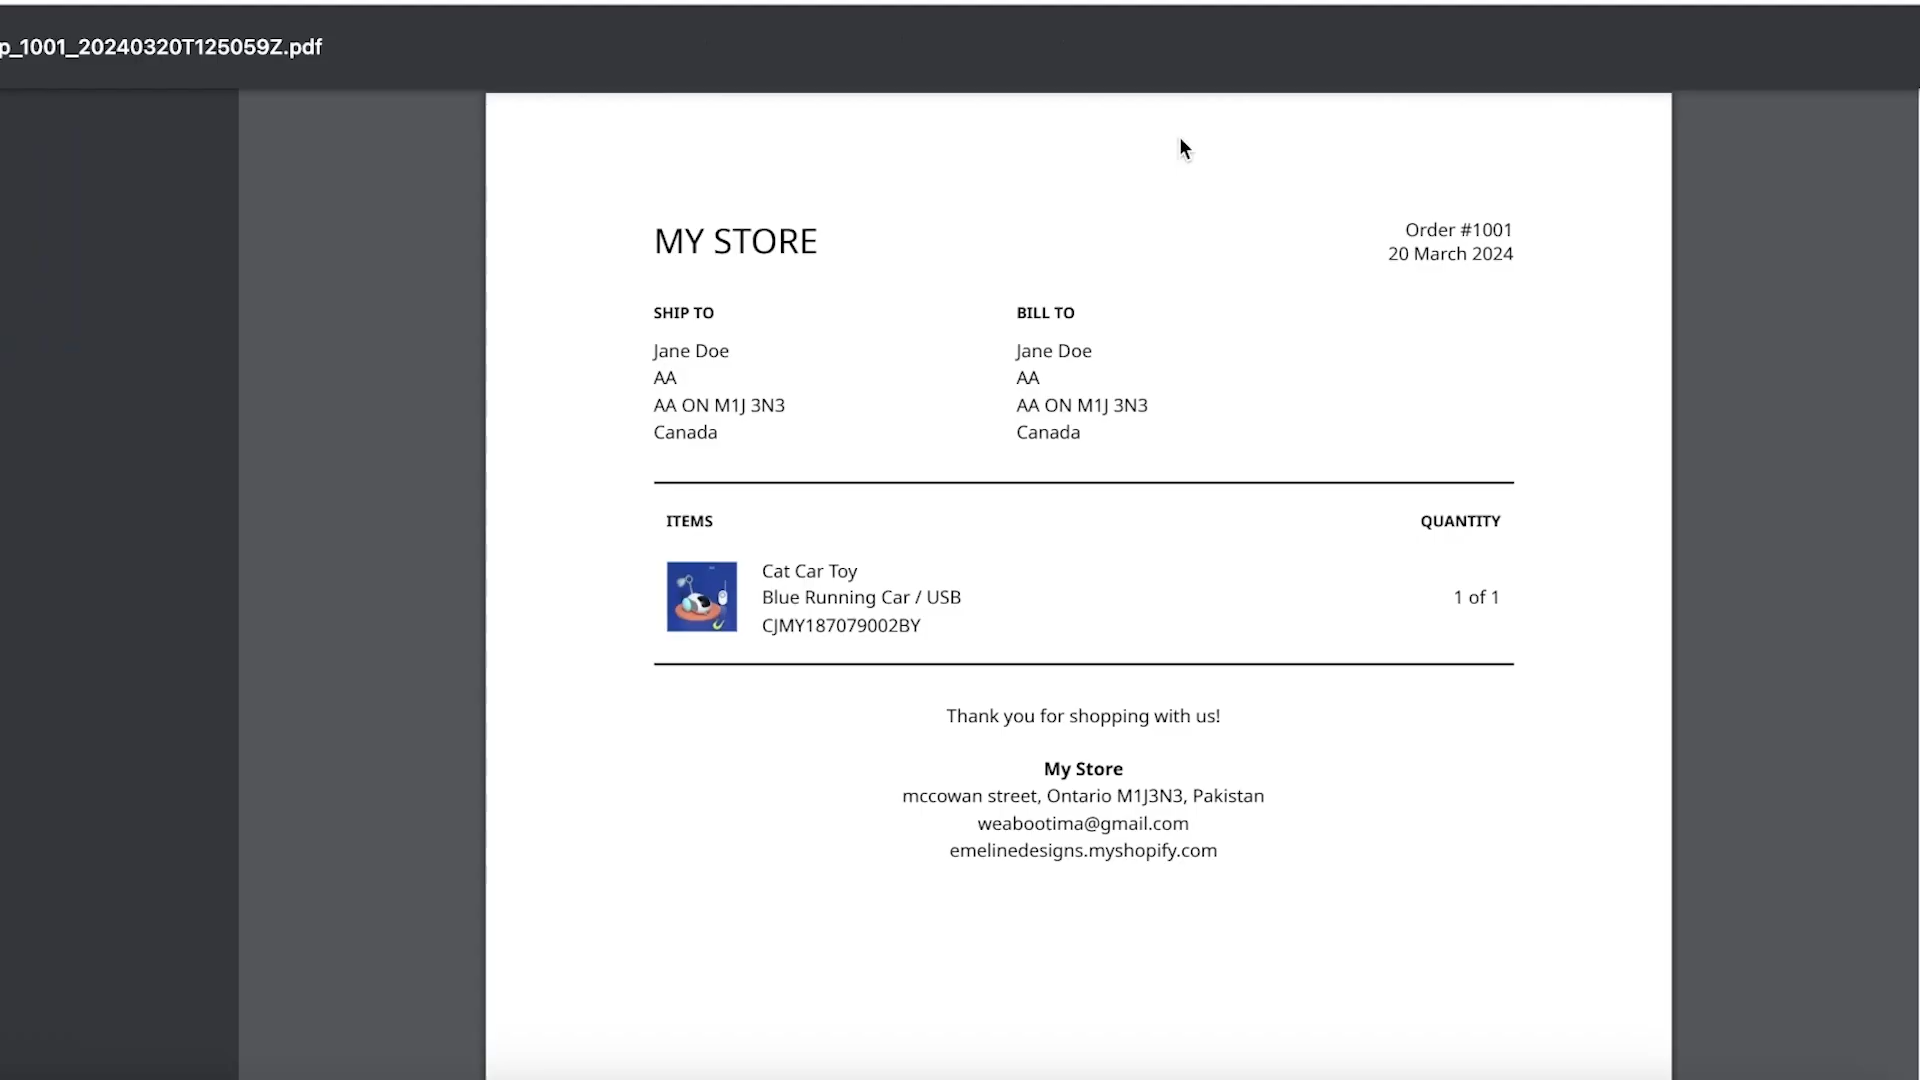 p_1001_20240320T125059Z.pdf
MY STORE
Order #1001
20 March 2024
SHIP TO
Jane Doe
AA
AA ON M1J 3N3
Canada
BILL TO
Jane Doe
AA
AA ON M1J 3N3
Canada
ITEMS
QUANTITY
Cat Car Toy
Blue Running Car / USB
CJMY187079002BY
1 of 1
Thank you for shopping with us!
My Store
mccowan street, Ontario M1J3N3, Pakistan
weabootima@gmail.com
emelinedesigns.myshopify.com